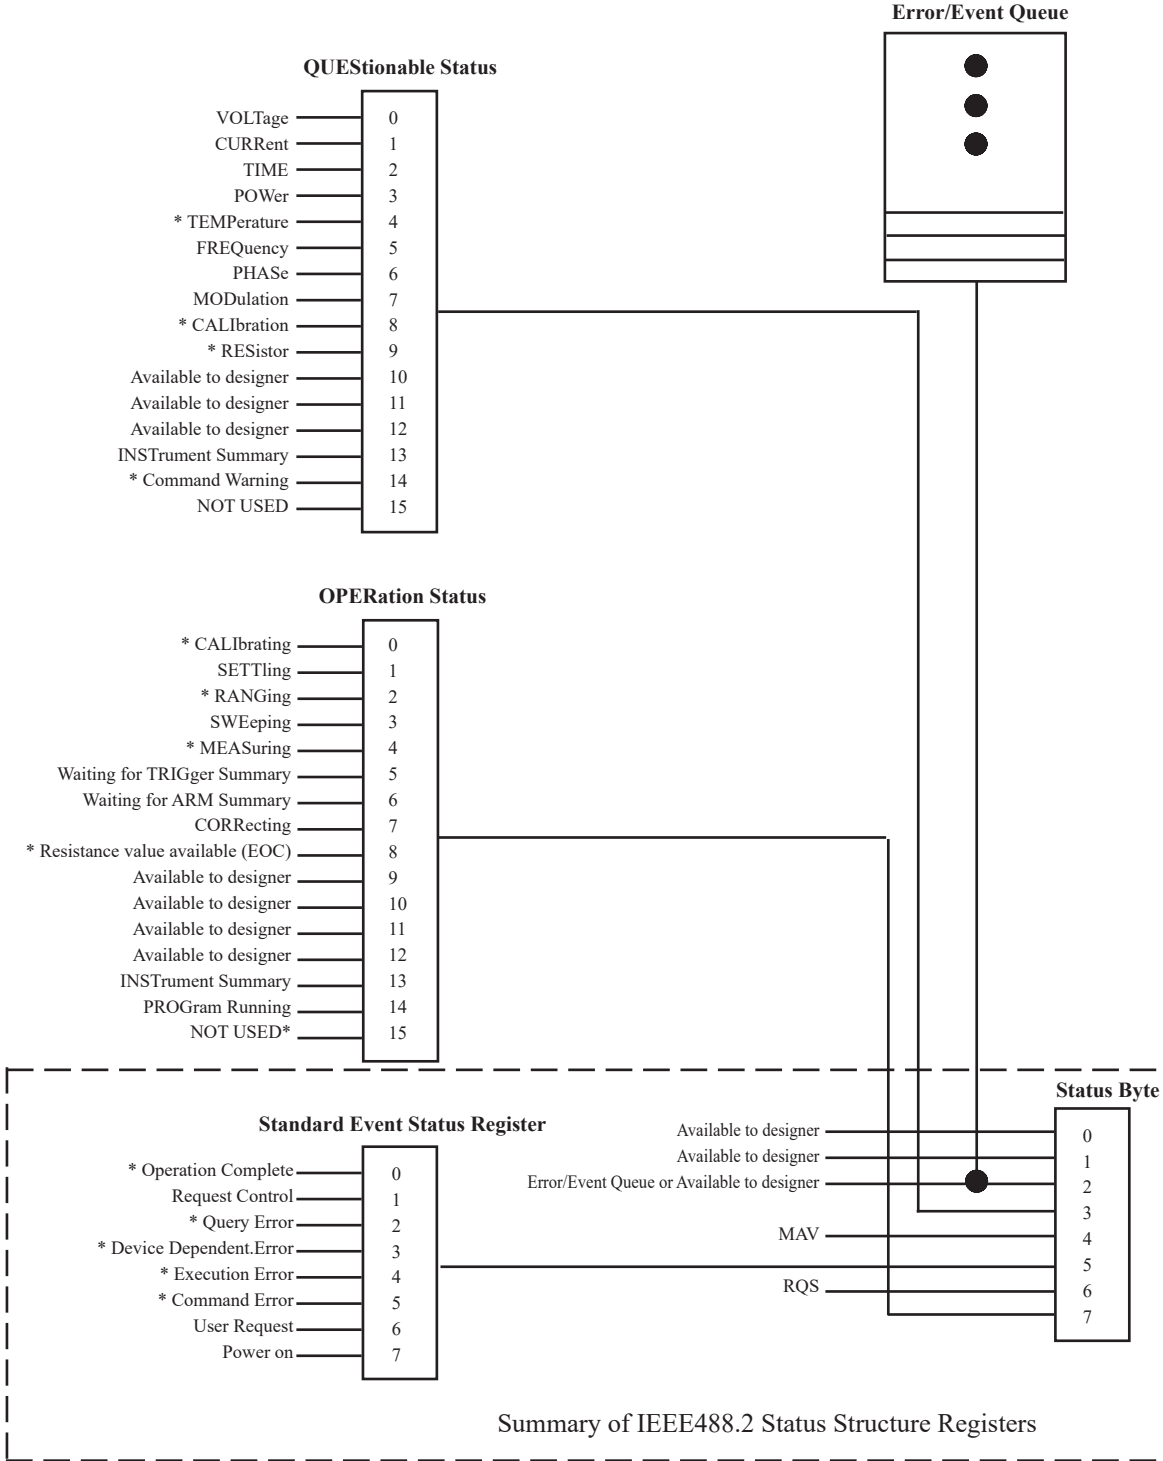 Error/Event Queue
QUEStionable Status
VOLTage 0
CURRent 1
TIME 2
POWer 3
* TEMPerature 4
FREQuency 5
PHASe 6
MODulation 7
* CALIbration 8
* RESistor 9
Available to designer 10
Available to designer 11
Available to designer 12
INSTrument Summary 13
* Command Warning 14
NOT USED 15
OPERation Status
* CALIbrating 0
SETTling 1
* RANGing 2
SWEeping 3
* MEASuring 4
Waiting for TRIGger Summary 5
Waiting for ARM Summary 6
CORRecting 7
* Resistance value available (EOC) 8
Available to designer 9
Available to designer 10
Available to designer 11
Available to designer 12
INSTrument Summary 13
PROGram Running 14
NOT USED* 15
Standard Event Status Register
* Operation Complete 0
Request Control 1
* Query Error 2
* Device Dependent.Error 3
* Execution Error 4
* Command Error 5
User Request 6
Power on 7
Status Byte
Available to designer 0
Available to designer 1
Error/Event Queue or Available to designer 2
3
MAV 4
5
RQS 6
7
Summary of IEEE488.2 Status Structure Registers